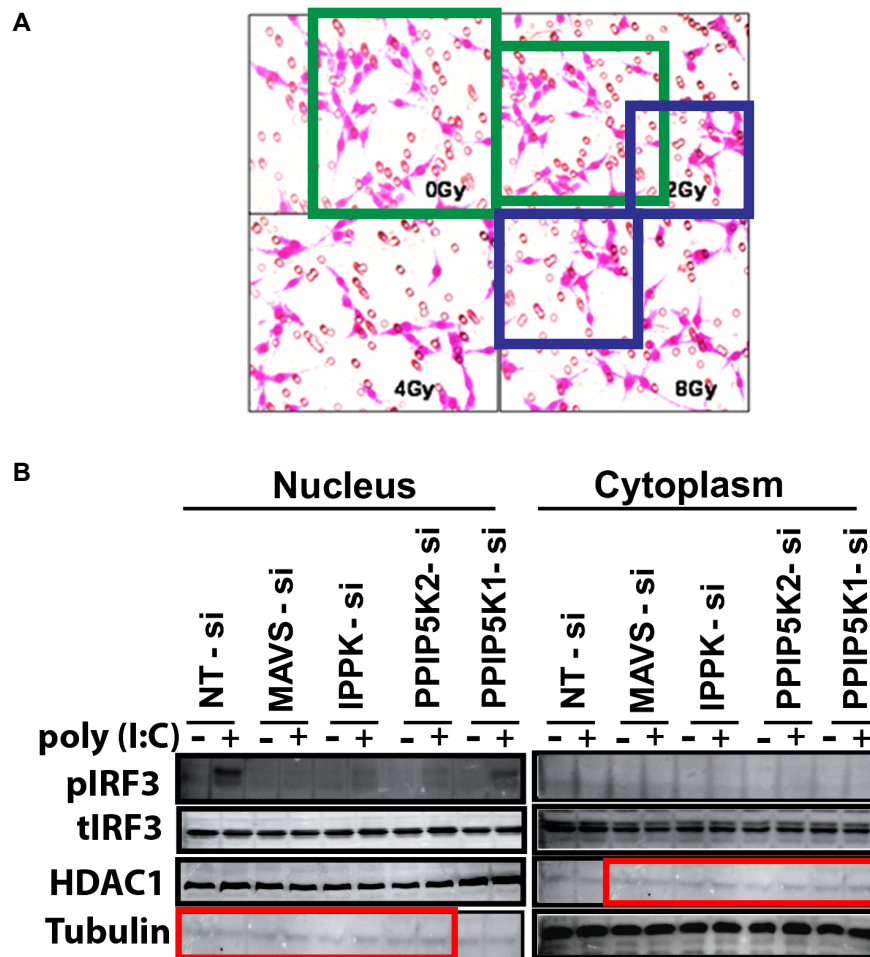 A
0Gy
2Gy
4Gy
8Gy
B
Nucleus
Cytoplasm
NT - si
MAVS - si
IPPK - si
PPIP5K2- si
PPIP5K1- si
NT - si
MAVS - si
IPPK - si
PPIP5K2- si
PPIP5K1- si
poly (I:C) - + - + - + - + - + - + - + - + - + - +
pIRF3
tIRF3
HDAC1
Tubulin